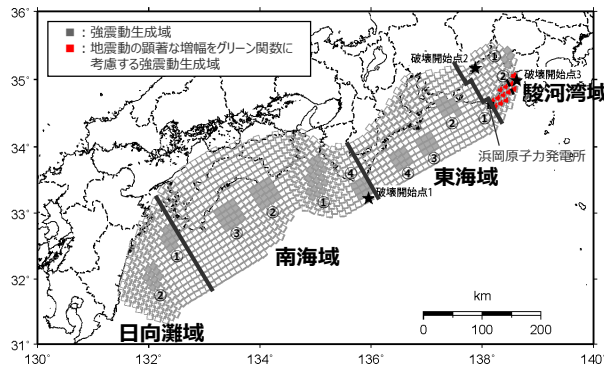 36°
35°
34°
33°
32°
31°
130°
132°
134°
136°
138°
140°
■ : 強震動生成域
■ : 地震動の顕著な増幅をグリーン関数に
考慮する強震動生成域
破壊開始点2
①
破壊開始点3
②
駿河湾域
②
①
浜岡原子力発電所
④
③
東海域
④
①
破壊開始点1
②
③
南海域
①
②
日向灘域
km
0 100 200